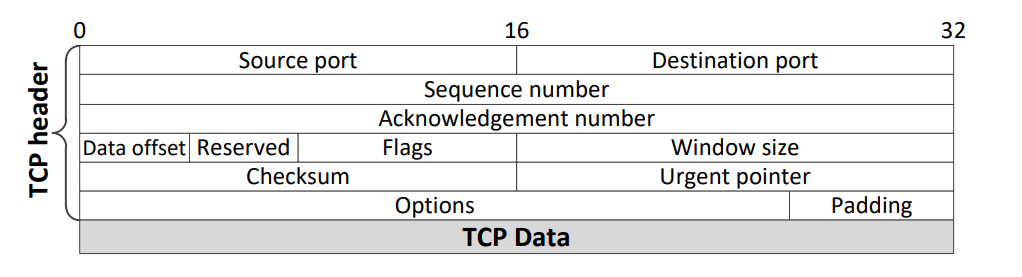 0 16 32
TCP header
Source port Destination port
Sequence number
Acknowledgement number
Data offset Reserved Flags Window size
Checksum Urgent pointer
Options Padding
TCP Data